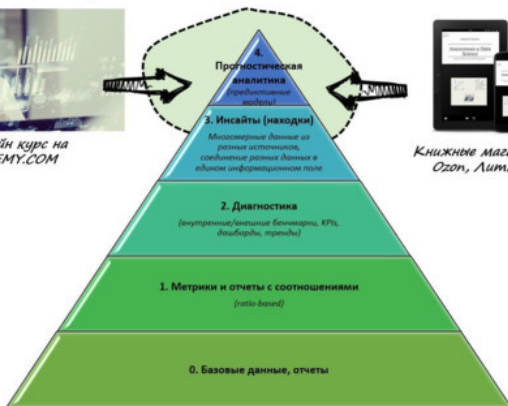 4.
Прогностическая
аналитика
(предиктивные
модели)
3. Инсайты (находки)
Многомерные данные из
разных источников,
соединение разных данных в
едином информационном поле
2. Диагностика
(внутренние/внешние бенчмарки, KPIs,
дашборды, тренды)
1. Метрики и отчеты с соотношениями
(ratio based)
0. Базовые данные, отчеты
йн курс на
EMY.COM
Книжные мага
Ozon, Лит